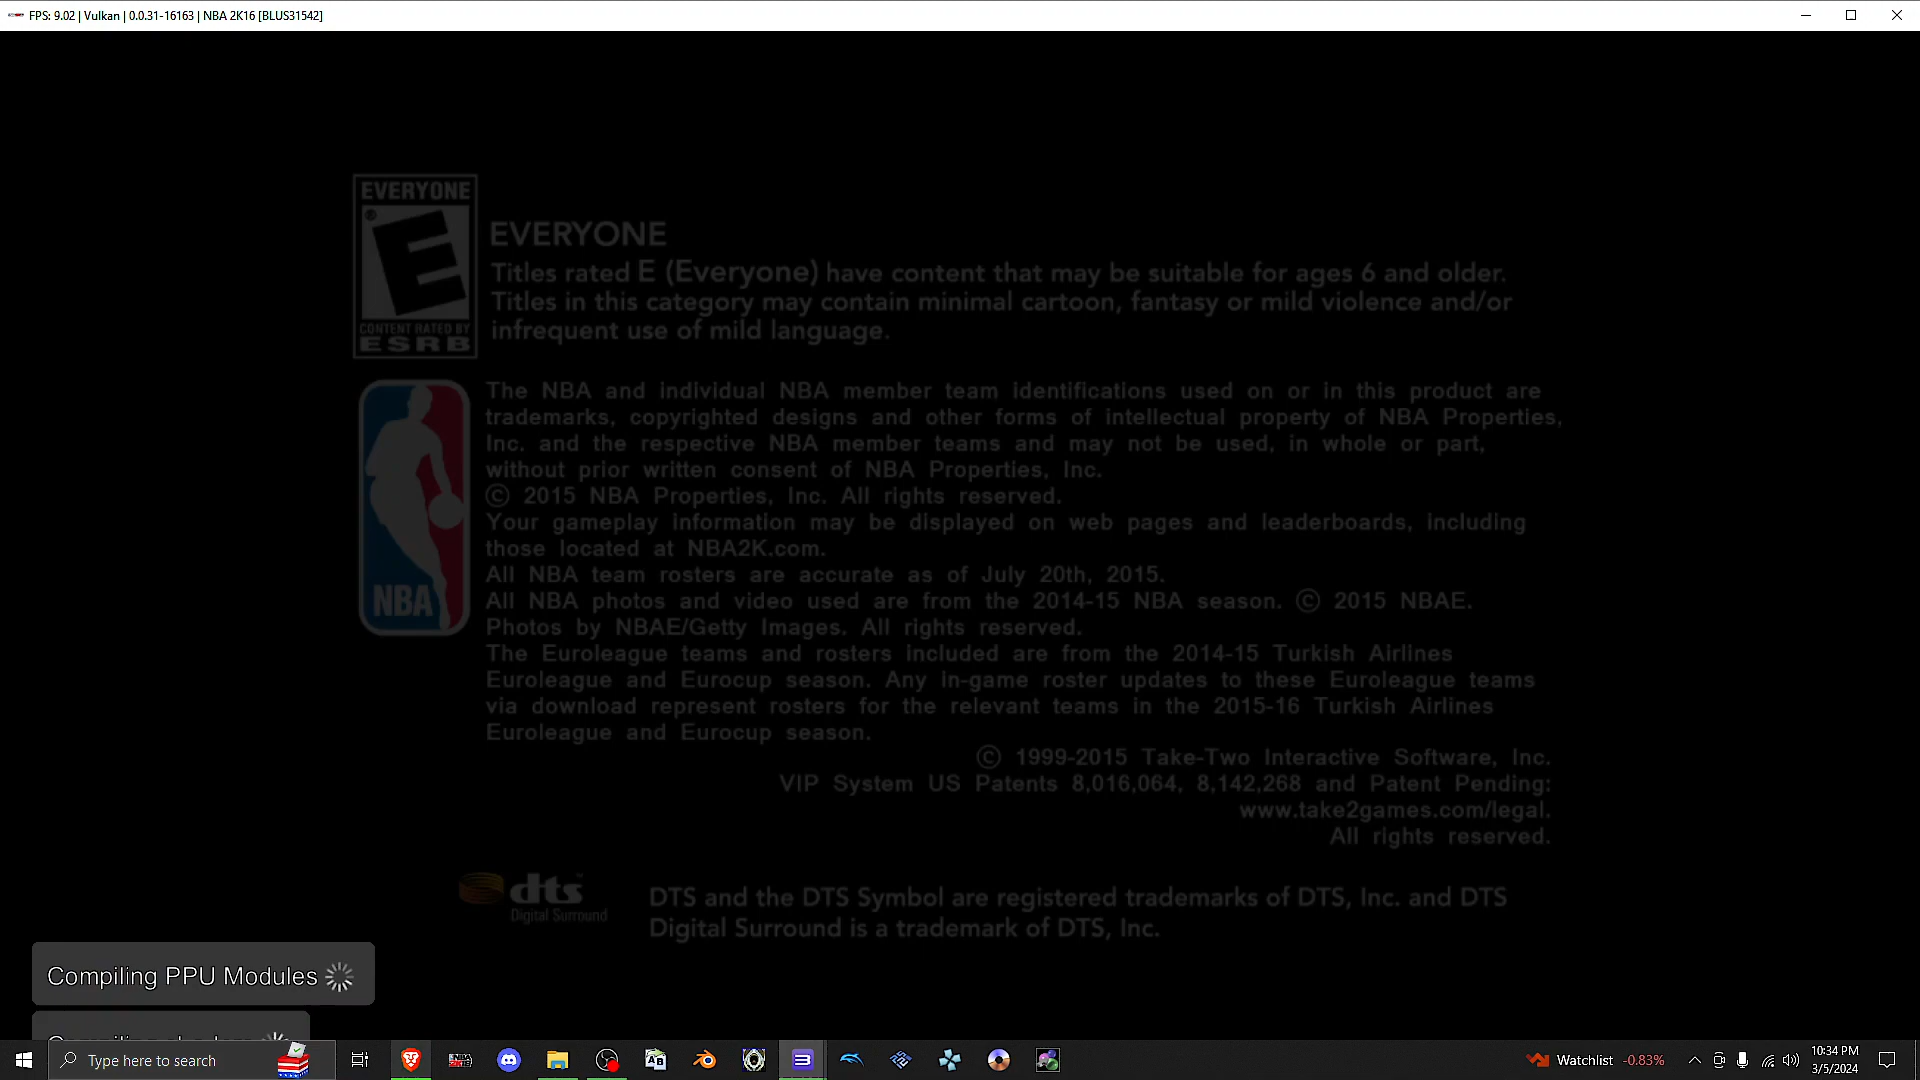 FPS: 9.02 | Vulkan | 0.0.31-16163 | NBA 2K16 [BLUS31542]
EVERYONE
E
CONTENT RATED BY
ESRB
EVERYONE
Titles rated E (Everyone) have content that may be suitable for ages 6 and older.
Titles in this category may contain minimal cartoon, fantasy or mild violence and/or
infrequent use of mild language.
NBA
The NBA and individual NBA member team identifications used on or in this product are
trademarks, copyrighted designs and other forms of intellectual property of NBA Properties,
Inc. and the respective NBA member teams and may not be used, in whole or part,
without prior written consent of NBA Properties, Inc.
© 2015 NBA Properties, Inc. All rights reserved.
Your gameplay information may be displayed on web pages and leaderboards, including
those located at NBA2K.com.
All NBA team rosters are accurate as of July 20th, 2015.
All NBA photos and video used are from the 2014-15 NBA season. © 2015 NBAE.
Photos by NBAE/Getty Images. All rights reserved.
The Euroleague teams and rosters included are from the 2014-15 Turkish Airlines
Euroleague and Eurocup season. Any in-game roster updates to these Euroleague teams
via download represent rosters for the relevant teams in the 2015-16 Turkish Airlines
Euroleague and Eurocup season.
© 1999-2015 Take-Two Interactive Software, Inc.
VIP System US Patents 8,016,064, 8,142,268 and Patent Pending:
www.take2games.com/legal.
All rights reserved.
dts
Digital Surround
DTS and the DTS Symbol are registered trademarks of DTS, Inc. and DTS
Digital Surround is a trademark of DTS, Inc.
Compiling PPU Modules
Type here to search
Watchlist -0.83%
10:34 PM
3/5/2024